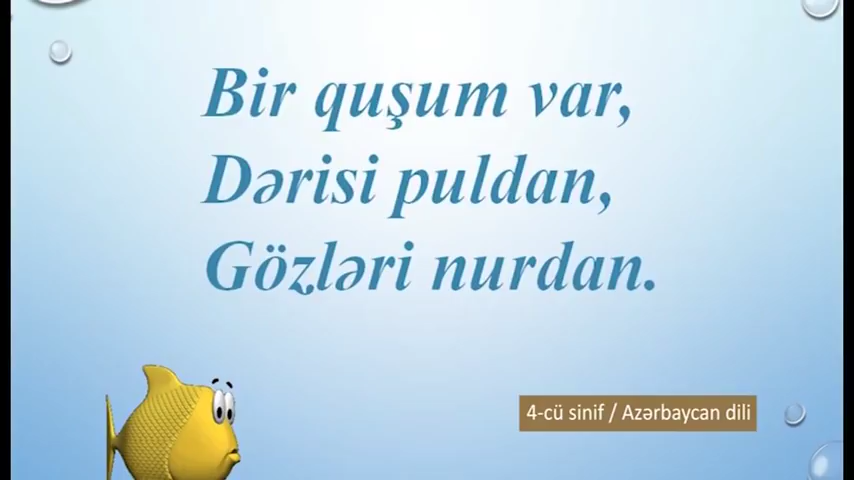 Bir quşum var,
Dərisi puldan,
Gözləri nurdan.
4-cü sinif / Azərbaycan dili